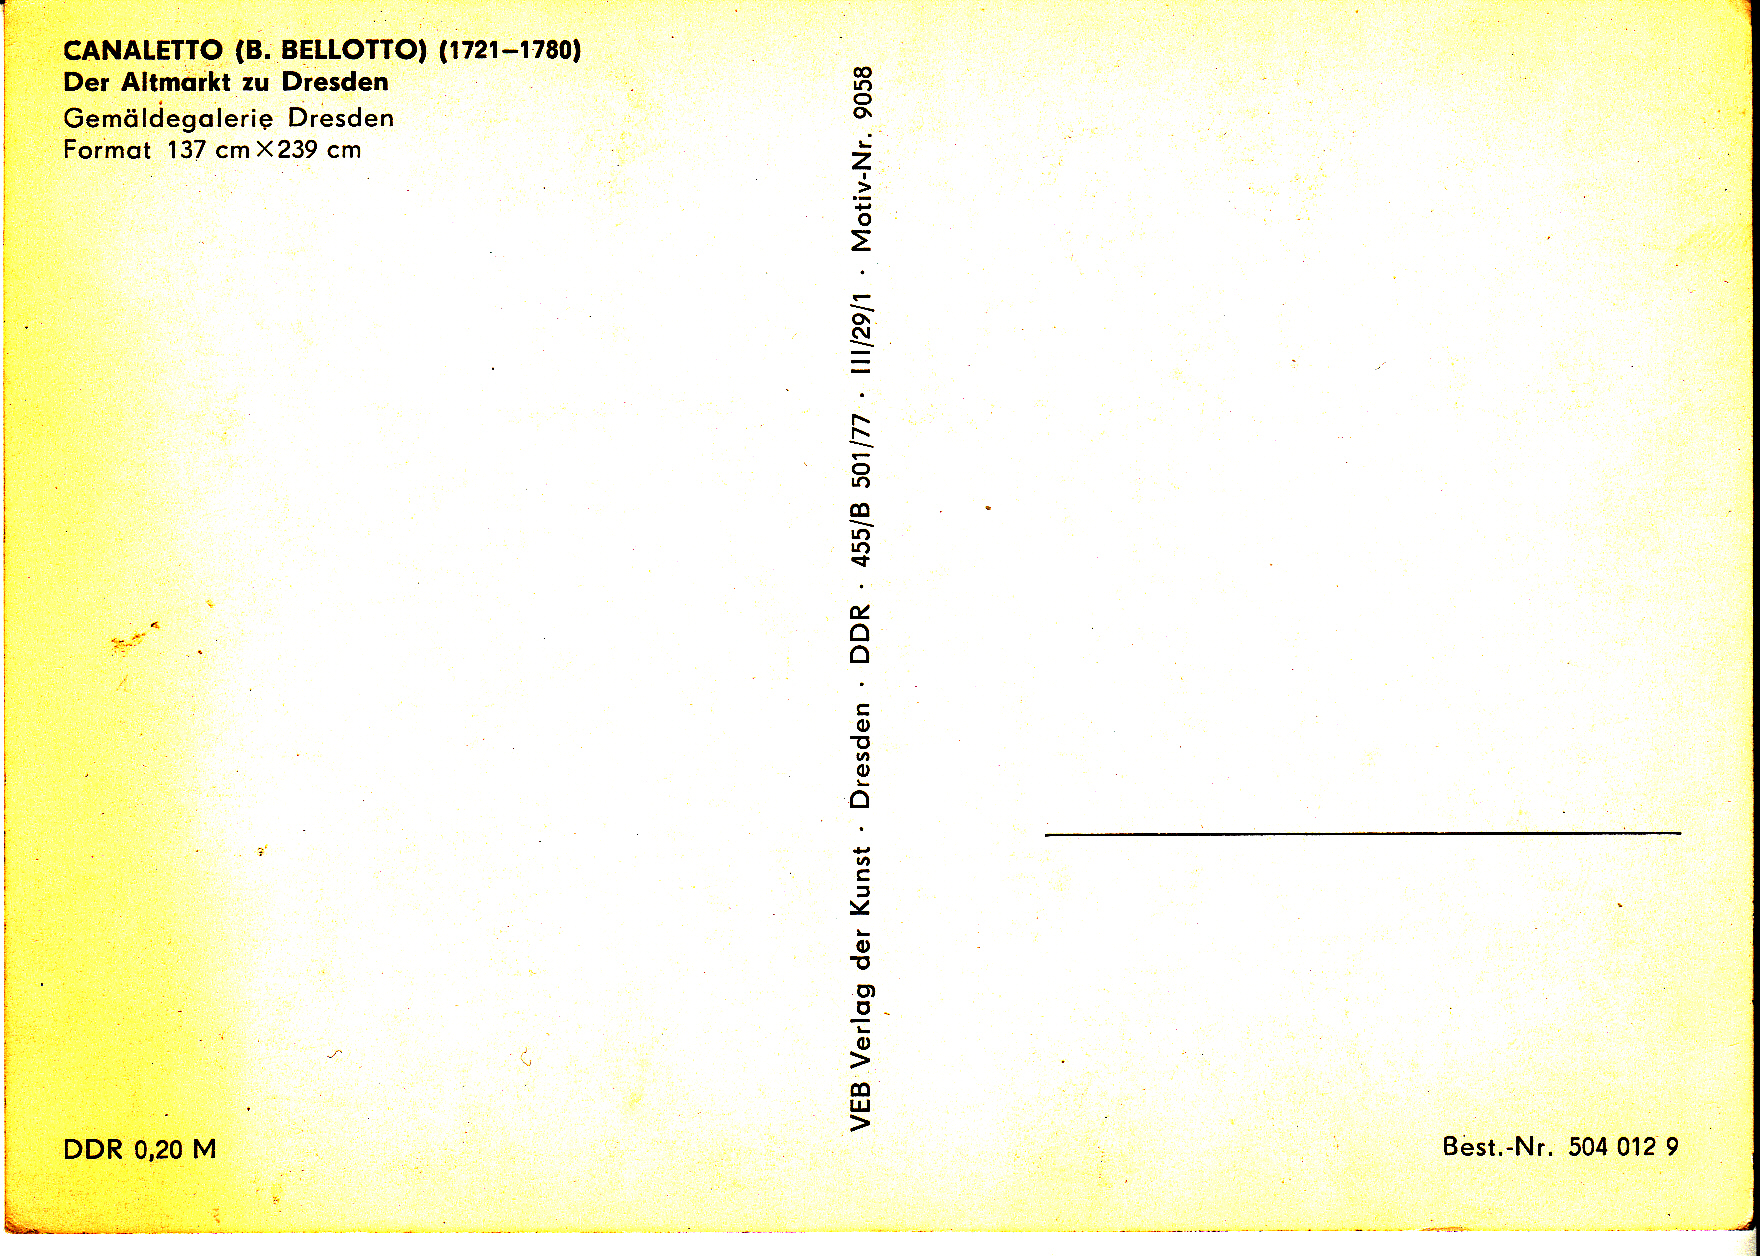 CANALETTO (B. BELLOTTO) (1721–1780)
Der Altmarkt zu Dresden
Gemäldegalerie Dresden
Format 137 cm × 239 cm
VEB Verlag der Kunst · Dresden · DDR · 455/B 501/77 · III/29/1 · Motiv-Nr. 9058
DDR 0,20 M
Best.-Nr. 504 012 9